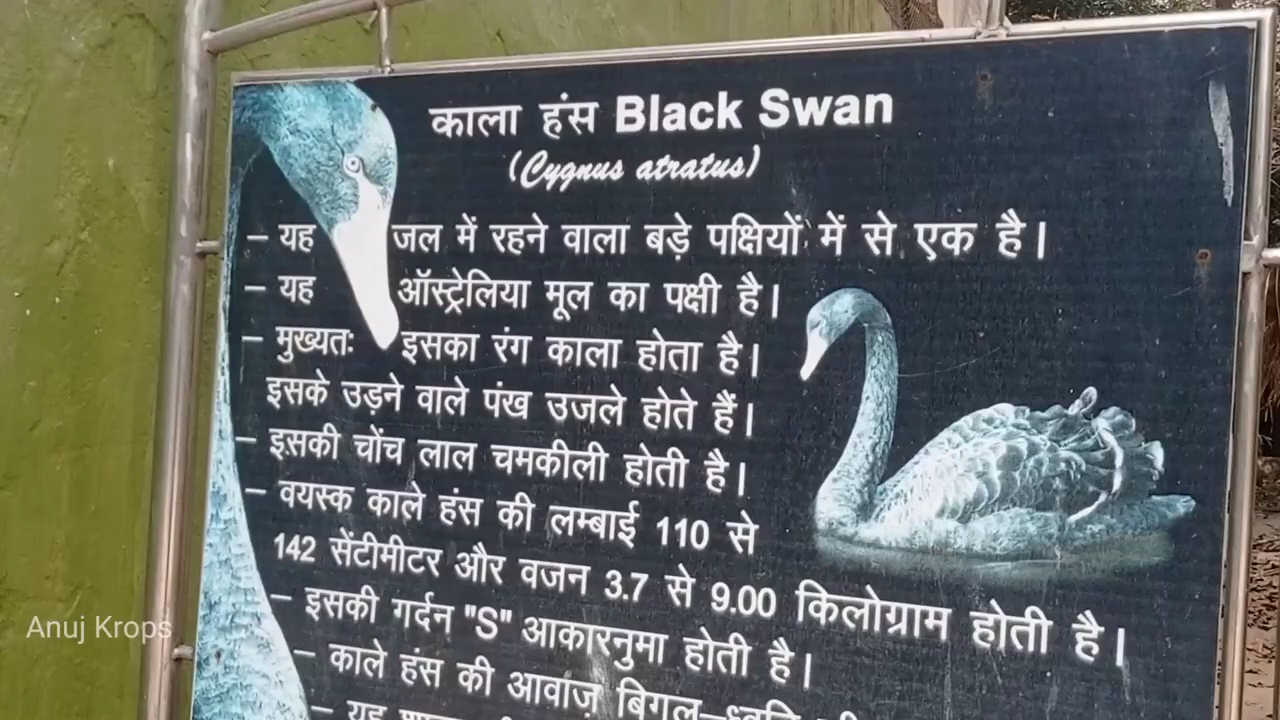 काला हंस Black Swan
(Cygnus atratus)
– यह जल में रहने वाला बड़े पक्षियों में से एक है।
– यह ऑस्ट्रेलिया मूल का पक्षी है।
– मुख्यतः इसका रंग काला होता है।
इसके उड़ने वाले पंख उजले होते हैं।
– इसकी चोंच लाल चमकीली होती है।
– वयस्क काले हंस की लम्बाई 110 से
142 सेंटीमीटर और वजन 3.7 से 9.00 किलोग्राम होती है।
– इसकी गर्दन "S" आकारनुमा होती है।
– काले हंस की आवाज़ बिगुल–ध्वनि
– यह
Anuj Krops